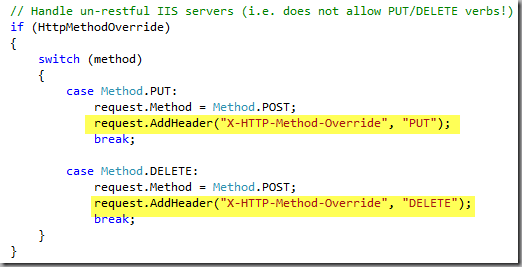 // Handle un-restful IIS servers (i.e. does not allow PUT/DELETE verbs!)
if (HttpMethodOverride)
{
    switch (method)
    {
        case Method.PUT:
            request.Method = Method.POST;
            request.AddHeader("X-HTTP-Method-Override", "PUT");
            break;

        case Method.DELETE:
            request.Method = Method.POST;
            request.AddHeader("X-HTTP-Method-Override", "DELETE");
            break;
    }
}